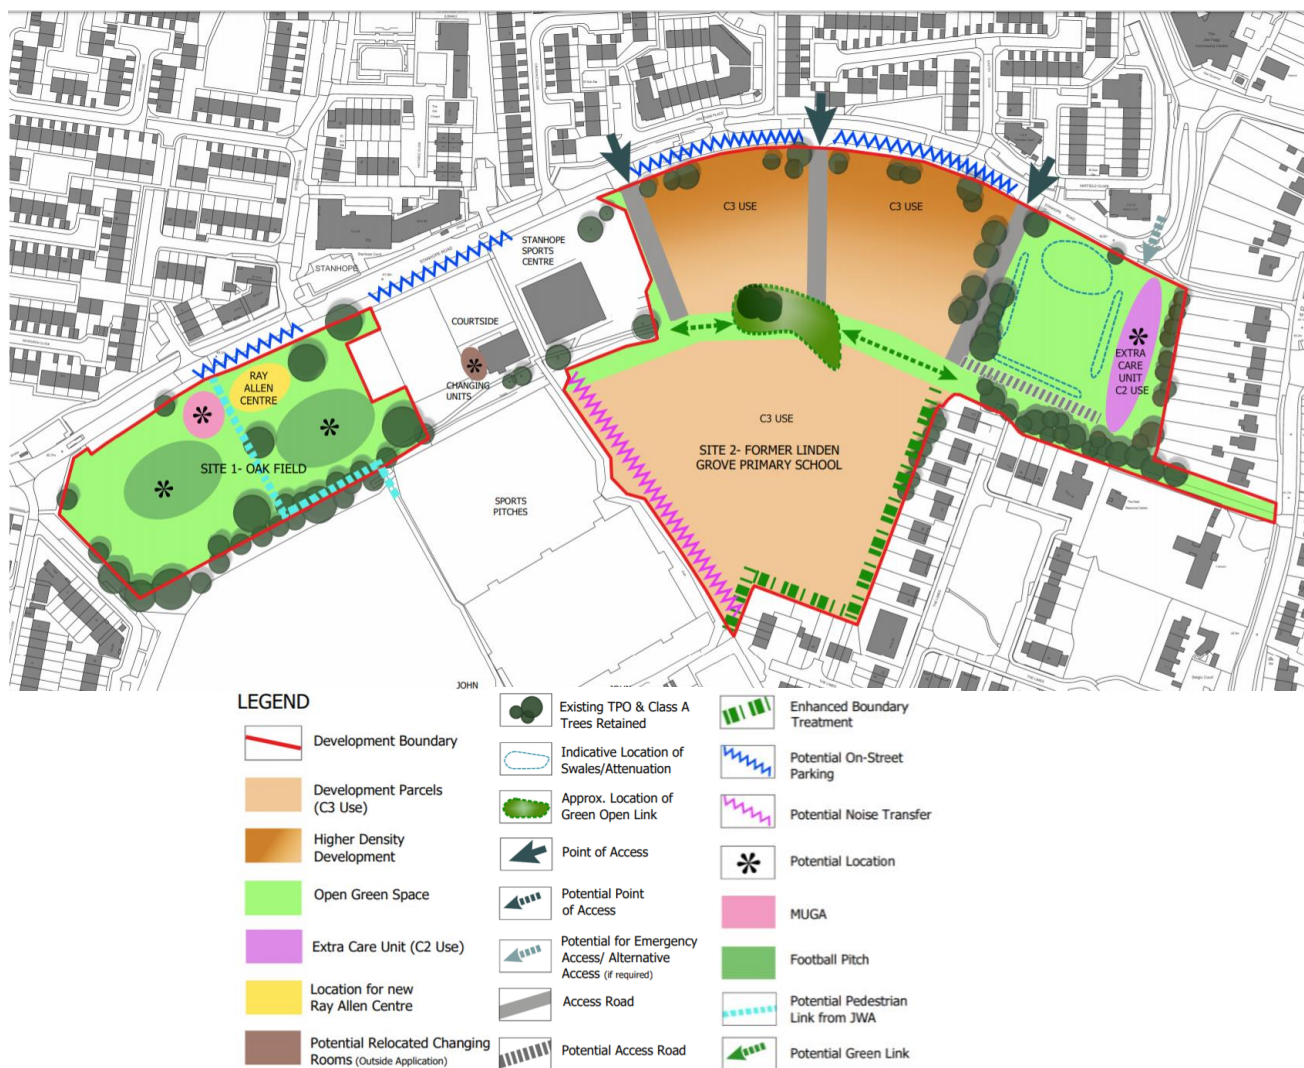 STANHOPE
STANHOPE ROAD
STANHOPE
SPORTS
CENTRE
C3 USE
C3 USE
COURTSIDE
CHANGING
UNITS
RAY
ALLEN
CENTRE
SITE 1- OAK FIELD
EXTRA
CARE
UNIT
C2 USE
C3 USE
SITE 2- FORMER LINDEN
GROVE PRIMARY SCHOOL
SPORTS
PITCHES
JOHN
LEGEND
Development Boundary
Development Parcels
(C3 Use)
Higher Density
Development
Open Green Space
Extra Care Unit (C2 Use)
Location for new
Ray Allen Centre
Potential Relocated Changing
Rooms (Outside Application)
Existing TPO & Class A
Trees Retained
Indicative Location of
Swales/Attenuation
Approx. Location of
Green Open Link
Point of Access
Potential Point
of Access
Potential for Emergency
Access/ Alternative
Access (if required)
Access Road
Potential Access Road
Enhanced Boundary
Treatment
Potential On-Street
Parking
Potential Noise Transfer
Potential Location
MUGA
Football Pitch
Potential Pedestrian
Link from JWA
Potential Green Link